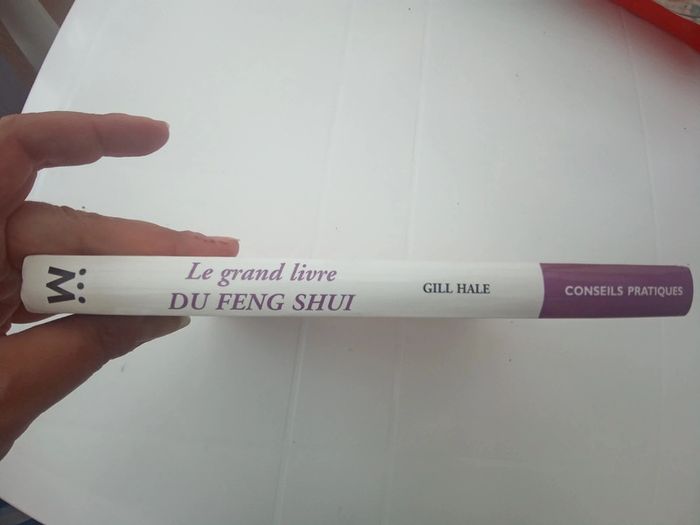 M
Le grand livre
DU FENG SHUI
GILL HALE
CONSEILS PRATIQUES